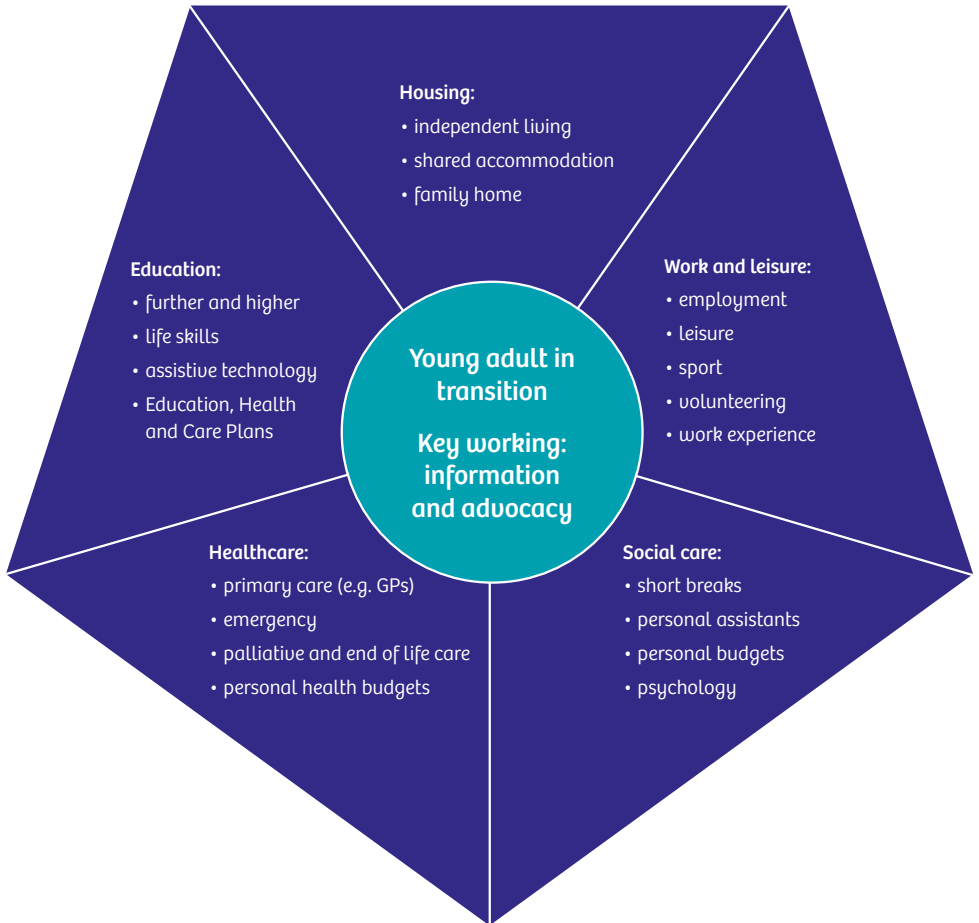 Housing:
• independent living
• shared accommodation
• family home
Education:
• further and higher
• life skills
• assistive technology
• Education, Health
and Care Plans
Work and leisure:
• employment
• leisure
• sport
• volunteering
• work experience
Young adult in
transition
Key working:
information
and advocacy
Healthcare:
• primary care (e.g. GPs)
• emergency
• palliative and end of life care
• personal health budgets
Social care:
• short breaks
• personal assistants
• personal budgets
• psychology